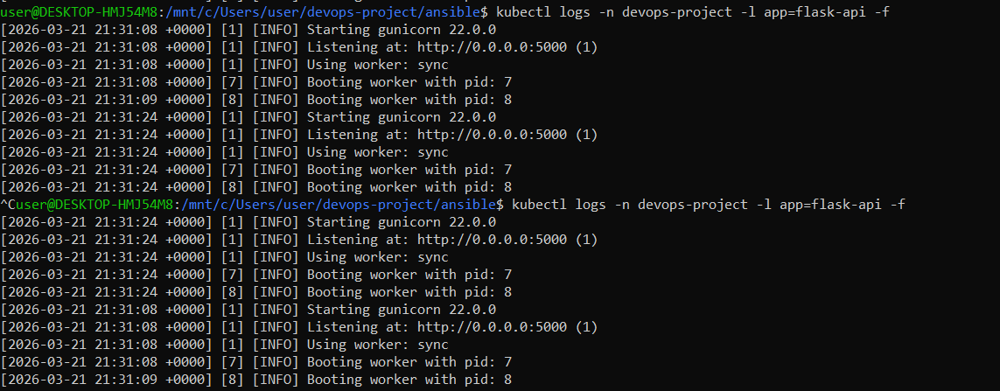 user@DESKTOP-HMJ54M8:/mnt/c/Users/user/devops-project/ansible$ kubectl logs -n devops-project -l app=flask-api -f
[2026-03-21 21:31:08 +0000] [1] [INFO] Starting gunicorn 22.0.0
[2026-03-21 21:31:08 +0000] [1] [INFO] Listening at: http://0.0.0.0:5000 (1)
[2026-03-21 21:31:08 +0000] [1] [INFO] Using worker: sync
[2026-03-21 21:31:08 +0000] [7] [INFO] Booting worker with pid: 7
[2026-03-21 21:31:09 +0000] [8] [INFO] Booting worker with pid: 8
[2026-03-21 21:31:24 +0000] [1] [INFO] Starting gunicorn 22.0.0
[2026-03-21 21:31:24 +0000] [1] [INFO] Listening at: http://0.0.0.0:5000 (1)
[2026-03-21 21:31:24 +0000] [1] [INFO] Using worker: sync
[2026-03-21 21:31:24 +0000] [7] [INFO] Booting worker with pid: 7
[2026-03-21 21:31:24 +0000] [8] [INFO] Booting worker with pid: 8
^Cuser@DESKTOP-HMJ54M8:/mnt/c/Users/user/devops-project/ansible$ kubectl logs -n devops-project -l app=flask-api -f
[2026-03-21 21:31:24 +0000] [1] [INFO] Starting gunicorn 22.0.0
[2026-03-21 21:31:24 +0000] [1] [INFO] Listening at: http://0.0.0.0:5000 (1)
[2026-03-21 21:31:24 +0000] [1] [INFO] Using worker: sync
[2026-03-21 21:31:24 +0000] [7] [INFO] Booting worker with pid: 7
[2026-03-21 21:31:24 +0000] [8] [INFO] Booting worker with pid: 8
[2026-03-21 21:31:08 +0000] [1] [INFO] Starting gunicorn 22.0.0
[2026-03-21 21:31:08 +0000] [1] [INFO] Listening at: http://0.0.0.0:5000 (1)
[2026-03-21 21:31:08 +0000] [1] [INFO] Using worker: sync
[2026-03-21 21:31:08 +0000] [7] [INFO] Booting worker with pid: 7
[2026-03-21 21:31:09 +0000] [8] [INFO] Booting worker with pid: 8